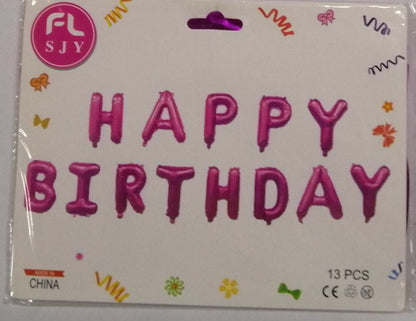 FL
SJY
HAPPY
BIRTHDAY
MADE IN
CHINA
13 PCS
CE